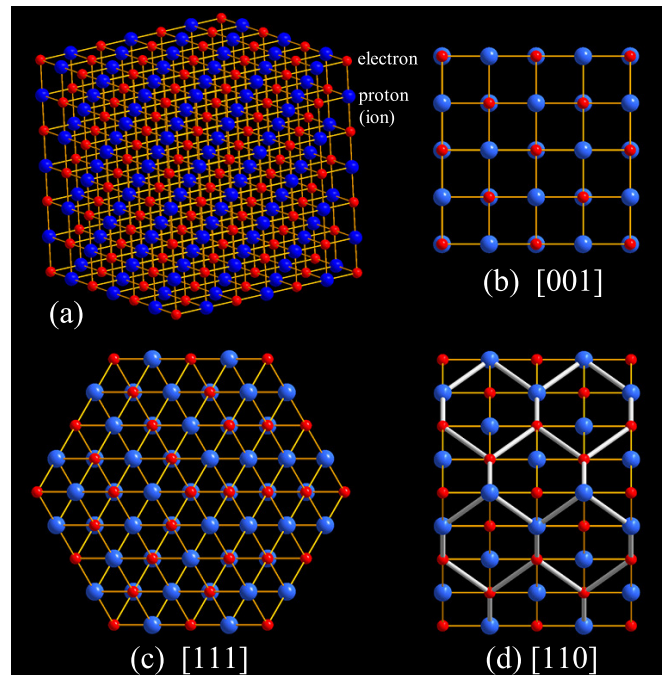 electron
proton
(ion)
(a)
(b) [001]
(c) [111]
(d) [110]